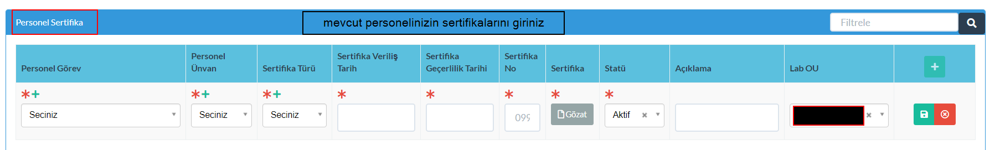 Personel Sertifika
mevcut personelinizin sertifikalarını giriniz
Filtrele
Personel Görev
Personel
Ünvan
Sertifika Türü
Sertifika Veriliş
Tarih
Sertifika
Geçerlilik Tarihi
Sertifika
No
Sertifika
Statü
Açıklama
Lab OU
Seciniz
Seciniz
Seciniz
099
Gözat
Aktif